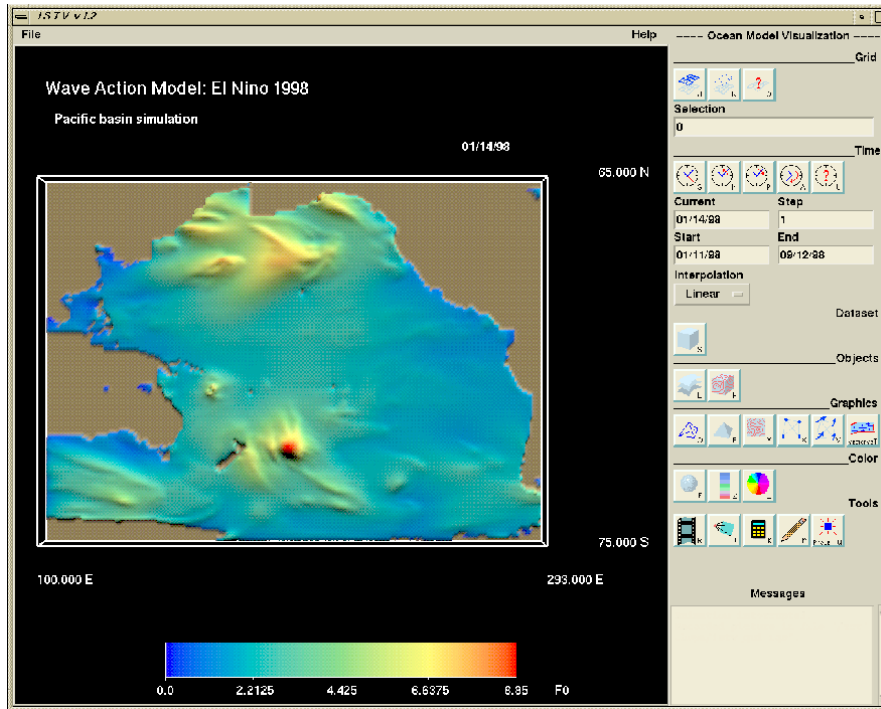 ISTV v1.2
File Help
Wave Action Model: El Nino 1998
Pacific basin simulation
01/14/98
65.000 N
75.000 S
100.000 E 293.000 E
0.0 2.2125 4.425 6.6375 8.85 F0
---- Ocean Model Visualization ----
Grid
Selection
0
Time
Current Step
01/14/98 1
Start End
01/11/98 09/12/98
Interpolation
Linear
Dataset
S
Objects
L
Graphics
Color
Tools
Messages